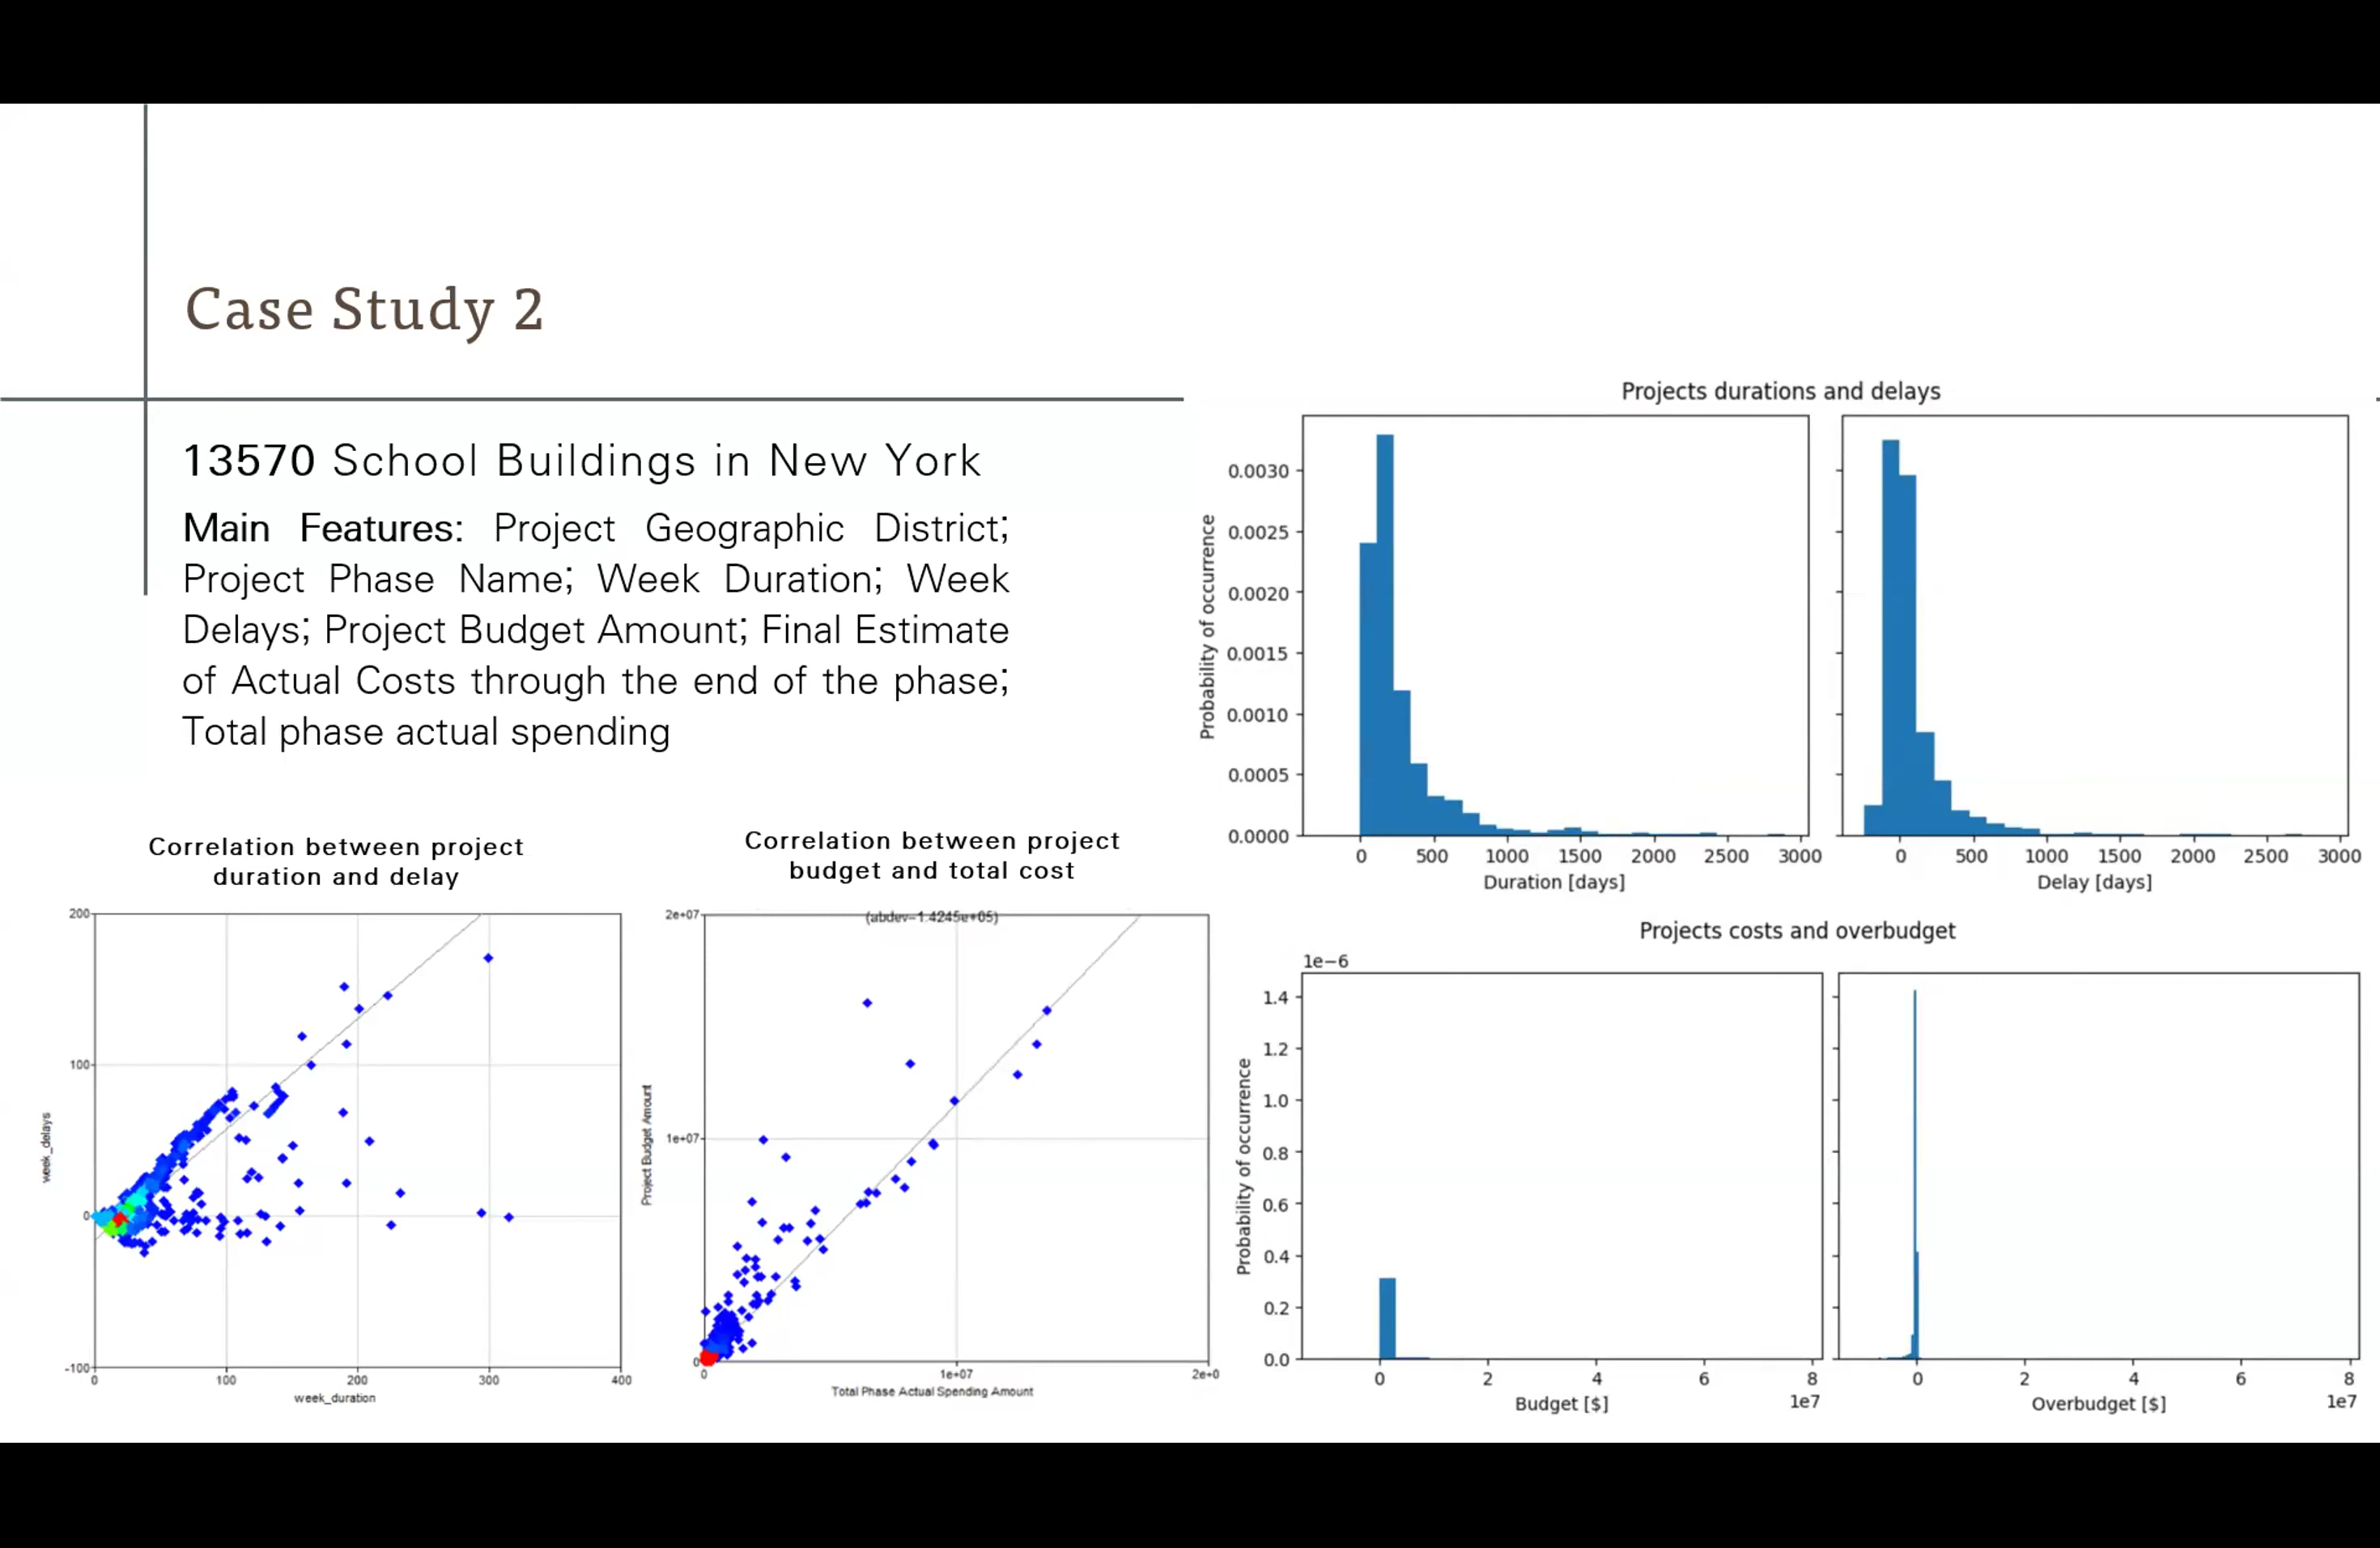 Case Study 2
13570 School Buildings in New York
Main Features: Project Geographic District;
Project Phase Name; Week Duration; Week
Delays; Project Budget Amount; Final Estimate
of Actual Costs through the end of the phase;
Total phase actual spending
Correlation between project
duration and delay
200
100
0
-100
0 100 200 300 400
week_delays
week_duration
Correlation between project
budget and total cost
(abdev=1.4245e+05)
2e+07
1e+07
0
0 1e+07 2e+0
Project Budget Amount
Total Phase Actual Spending Amount
Projects durations and delays
Probability of occurrence
0.0030
0.0025
0.0020
0.0015
0.0010
0.0005
0.0000
0 500 1000 1500 2000 2500 3000
Duration [days]
0 500 1000 1500 2000 2500 3000
Delay [days]
Projects costs and overbudget
1e−6
Probability of occurrence
1.4
1.2
1.0
0.8
0.6
0.4
0.2
0.0
0 2 4 6 8
1e7
Budget [$]
0 2 4 6 8
1e7
Overbudget [$]